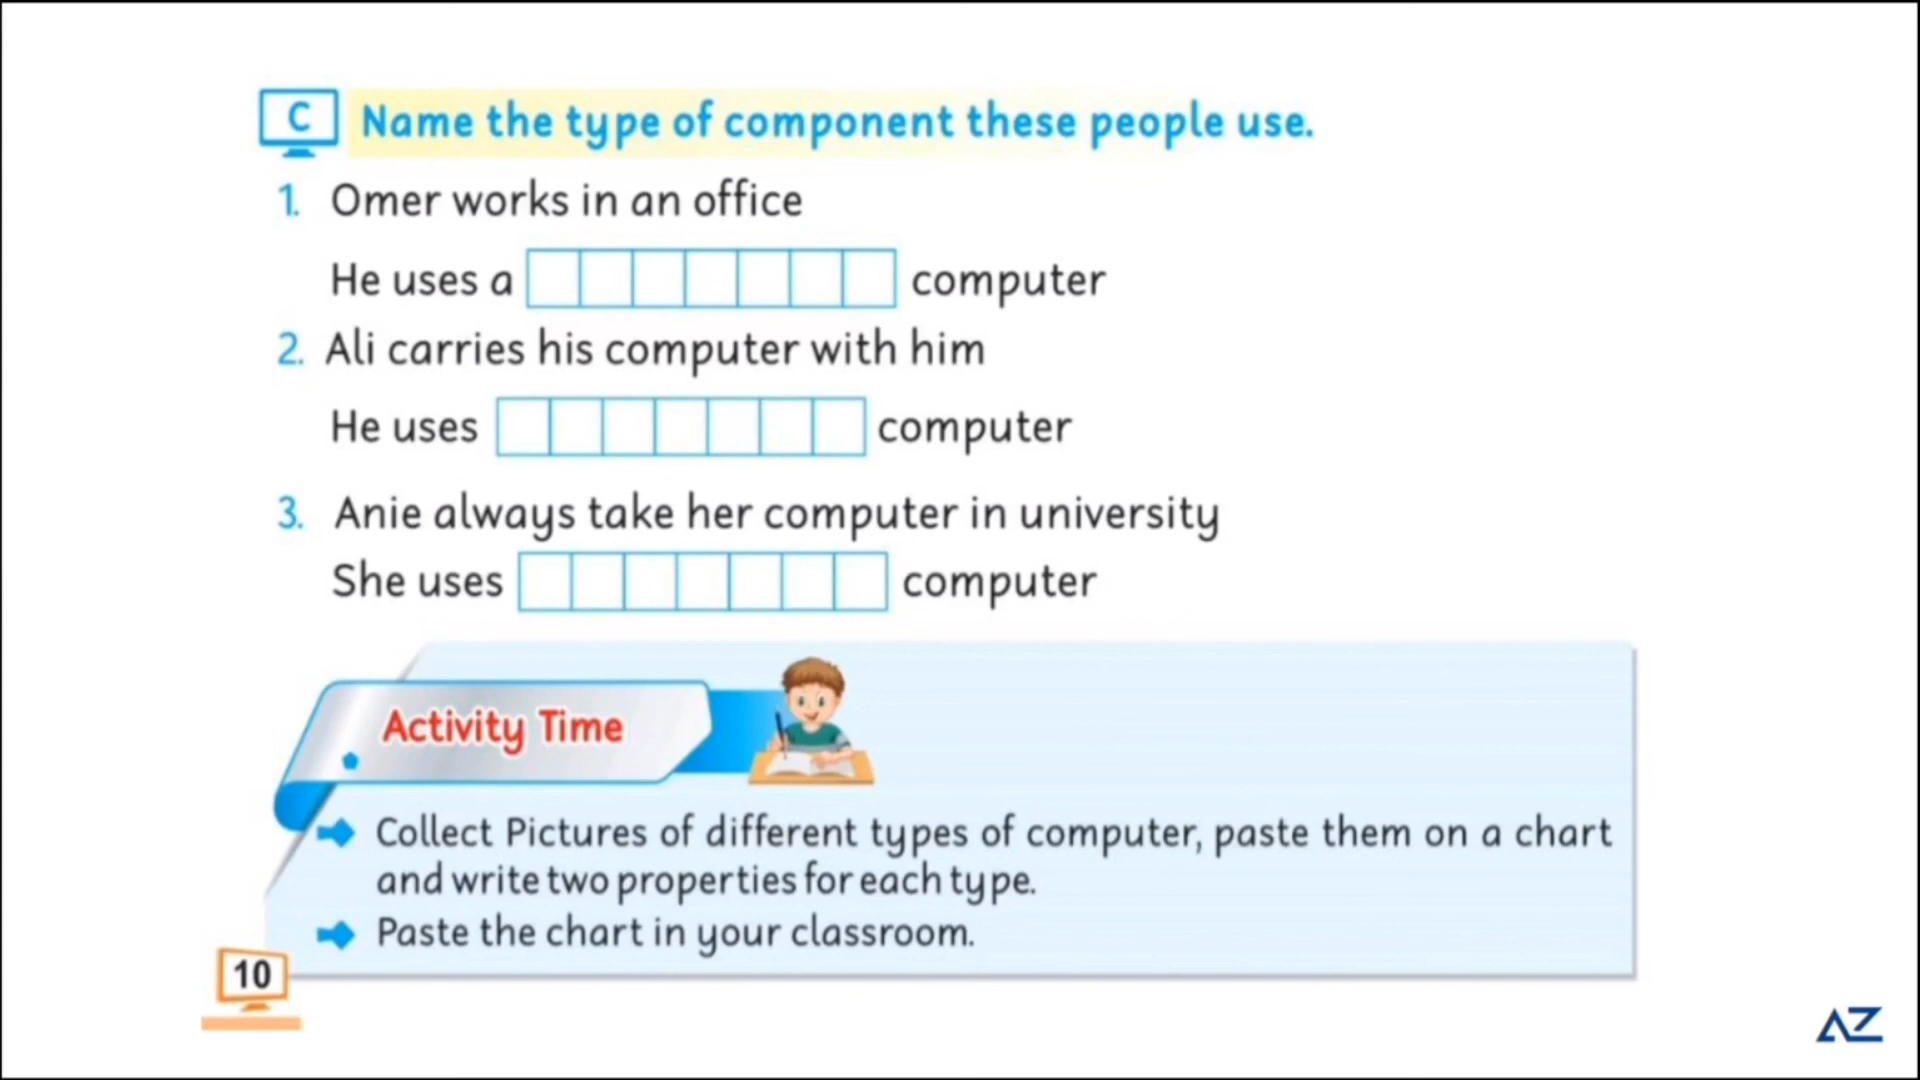 C Name the type of component these people use.
1. Omer works in an office
He uses a computer
2. Ali carries his computer with him
He uses computer
3. Anie always take her computer in university
She uses computer
Activity Time
Collect Pictures of different types of computer, paste them on a chart
and write two properties for each type.
Paste the chart in your classroom.
10
AZ